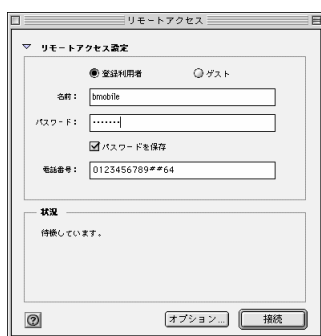 リモートアクセス
リモートアクセス設定
登録利用者 ゲスト
名前： bmobile
パスワード： •••••••
パスワードを保存
電話番号： 0123456789##64
状況
待機しています。
? オプション... 接続